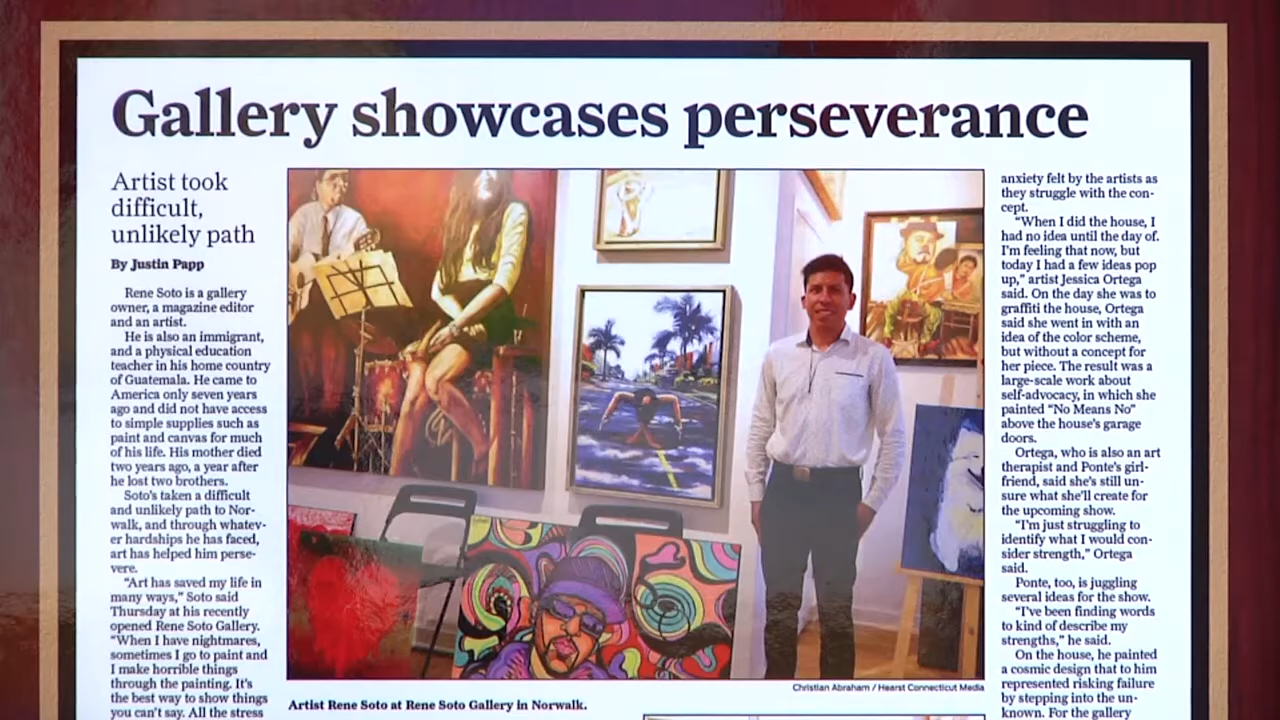 Gallery showcases perseverance
Artist took
difficult,
unlikely path
By Justin Papp
Rene Soto is a gallery
owner, a magazine editor
and an artist.
He is also an immigrant,
and a physical education
teacher in his home country
of Guatemala. He came to
America only seven years
ago and did not have access
to simple supplies such as
paint and canvas for much
of his life. His mother died
two years ago, a year after
he lost two brothers.
Soto's taken a difficult
and unlikely path to Nor-
walk, and through whatev-
er hardships he has faced,
art has helped him perse-
vere.
"Art has saved my life in
many ways," Soto said
Thursday at his recently
opened Rene Soto Gallery.
"When I have nightmares,
sometimes I go to paint and
I make horrible things
through the painting. It's
the best way to show things
you can't say. All the stress
Christian Abraham / Hearst Connecticut Media
Artist Rene Soto at Rene Soto Gallery in Norwalk.
anxiety felt by the artists as
they struggle with the con-
cept.
"When I did the house, I
had no idea until the day of.
I'm feeling that now, but
today I had a few ideas pop
up," artist Jessica Ortega
said. On the day she was to
graffiti the house, Ortega
said she went in with an
idea of the color scheme,
but without a concept for
her piece. The result was a
large-scale work about
self-advocacy, in which she
painted "No Means No"
above the house's garage
doors.
Ortega, who is also an art
therapist and Ponte's girl-
friend, said she's still un-
sure what she'll create for
the upcoming show.
"I'm just struggling to
identify what I would con-
sider strength," Ortega
said.
Ponte, too, is juggling
several ideas for the show.
"I've been finding words
to kind of describe my
strengths," he said.
On the house, he painted
a cosmic design that to him
represented risking failure
by stepping into the un-
known. For the gallery